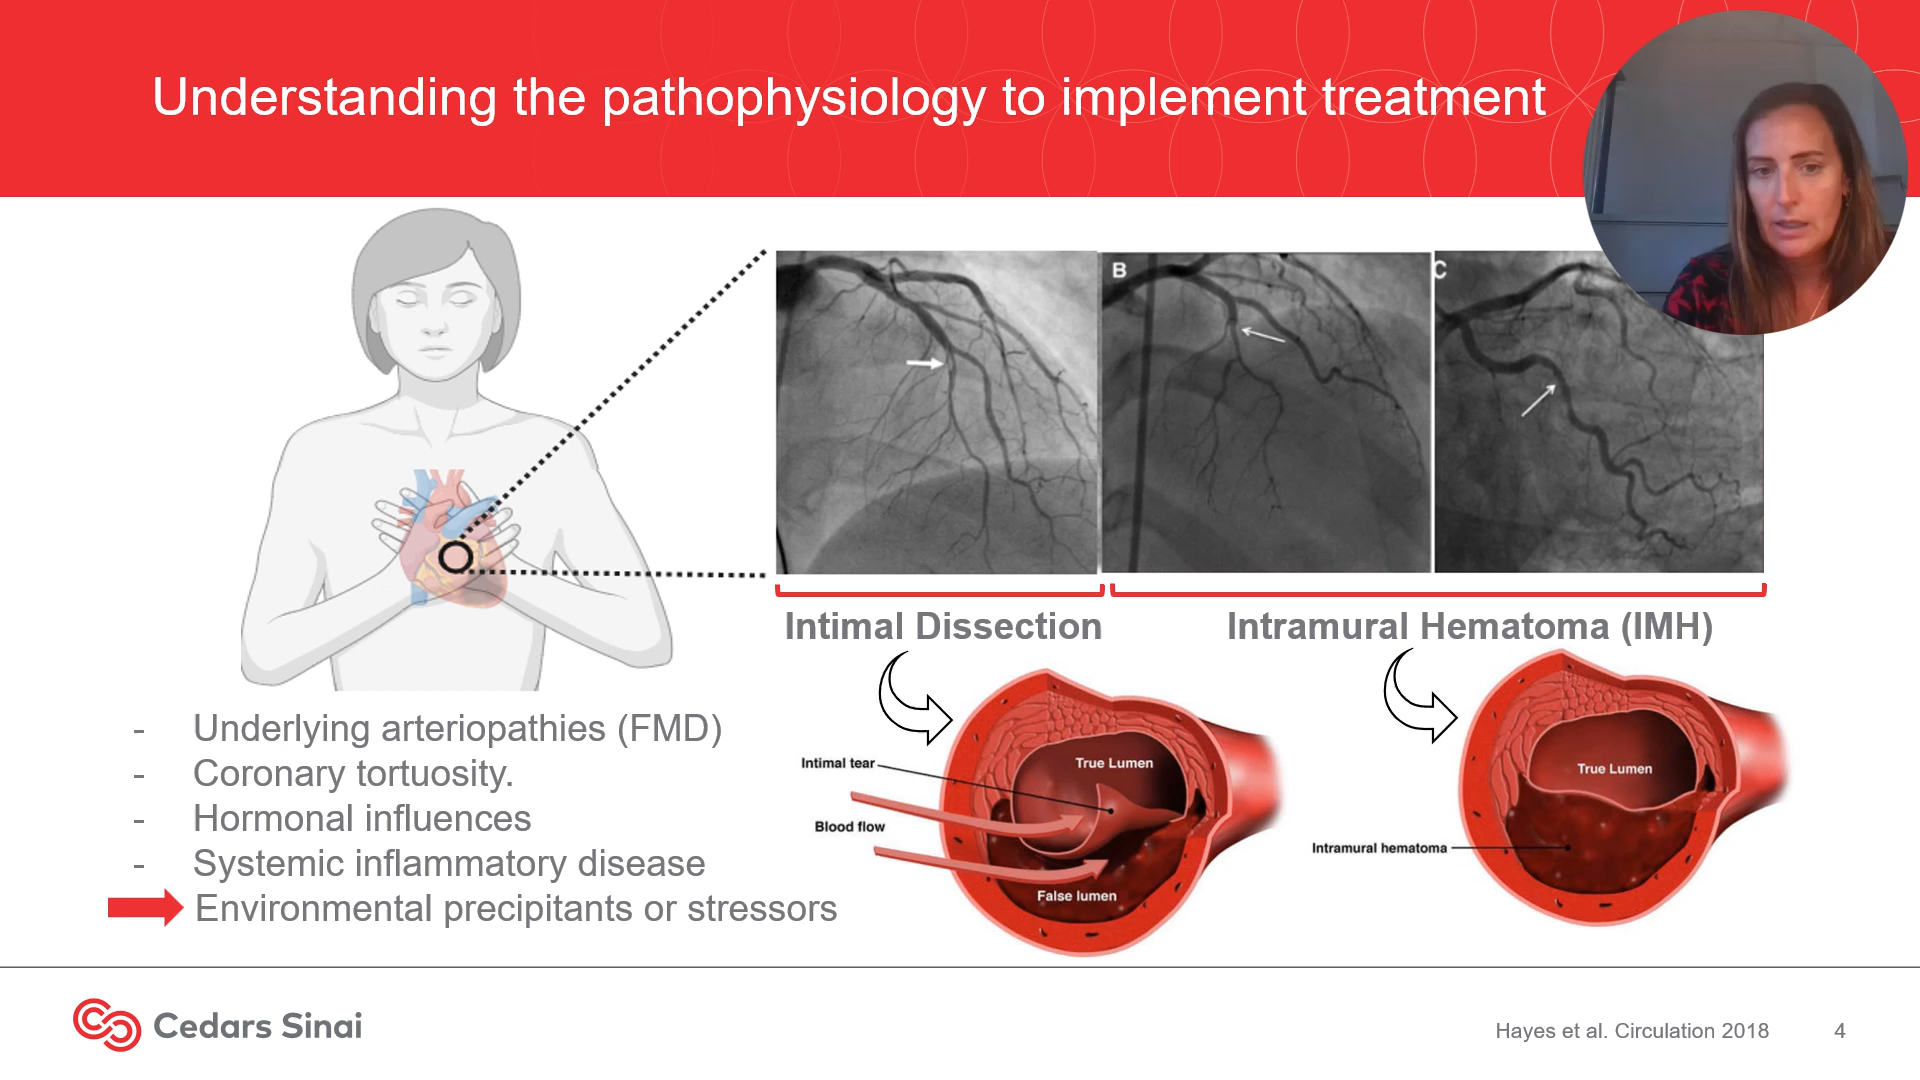 Understanding the pathophysiology to implement treatment
B
C
Intimal Dissection
Intramural Hematoma (IMH)
- Underlying arteriopathies (FMD)
- Coronary tortuosity.
- Hormonal influences
- Systemic inflammatory disease
Environmental precipitants or stressors
Intimal tear
True Lumen
Blood flow
False lumen
True Lumen
Intramural hematoma
Cedars Sinai
Hayes et al. Circulation 2018
4